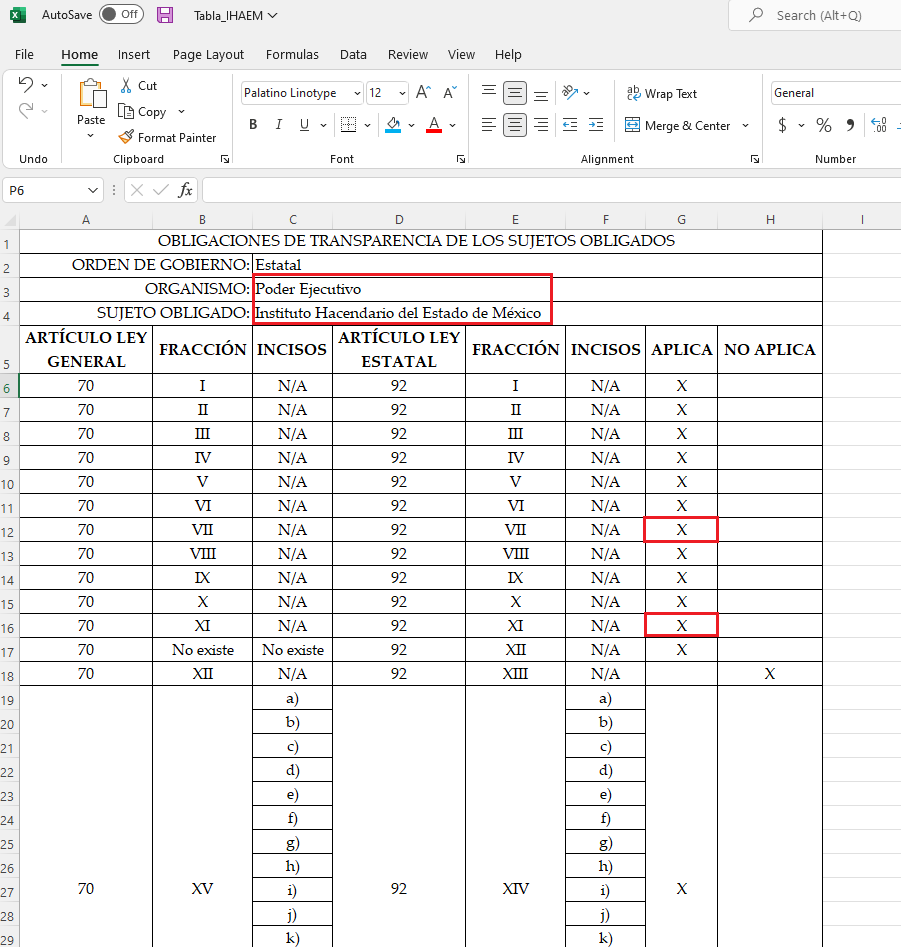 AutoSave Off Tabla_IHAEM Search (Alt+Q)
File Home Insert Page Layout Formulas Data Review View Help
Cut
Copy
Paste
Format Painter
Palatino Linotype 12
B I U
Wrap Text
Merge & Center
General
$ % 9
Undo Clipboard Font Alignment Number
P6 fx
A B C D E F G H I
1 OBLIGACIONES DE TRANSPARENCIA DE LOS SUJETOS OBLIGADOS
2 ORDEN DE GOBIERNO: Estatal
3 ORGANISMO: Poder Ejecutivo
4 SUJETO OBLIGADO: Instituto Hacendario del Estado de México
5 ARTÍCULO LEY GENERAL FRACCIÓN INCISOS ARTÍCULO LEY ESTATAL FRACCIÓN INCISOS APLICA NO APLICA
6 70 I N/A 92 I N/A X
7 70 II N/A 92 II N/A X
8 70 III N/A 92 III N/A X
9 70 IV N/A 92 IV N/A X
10 70 V N/A 92 V N/A X
11 70 VI N/A 92 VI N/A X
12 70 VII N/A 92 VII N/A X
13 70 VIII N/A 92 VIII N/A X
14 70 IX N/A 92 IX N/A X
15 70 X N/A 92 X N/A X
16 70 XI N/A 92 XI N/A X
17 70 No existe No existe 92 XII N/A X
18 70 XII N/A 92 XIII N/A X
19 a) a)
20 b) b)
21 c) c)
22 d) d)
23 e) e)
24 f) f)
25 g) g)
26 h) h)
27 70 XV i) 92 XIV i) X
28 j) j)
29 k) k)